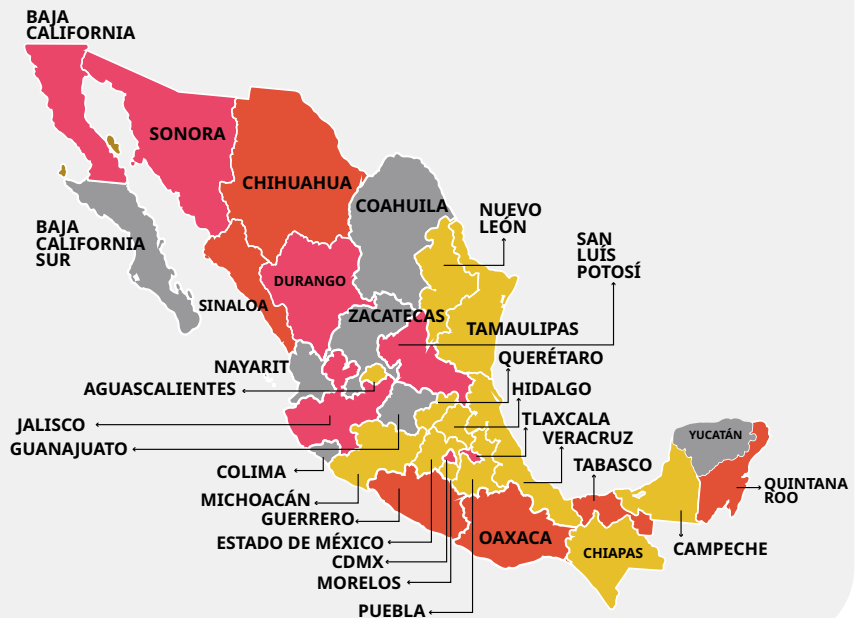 BAJA
CALIFORNIA
SONORA
CHIHUAHUA
COAHUILA
NUEVO
LEÓN
BAJA
CALIFORNIA
SUR
SAN
LUÍS
POTOSÍ
DURANGO
SINALOA
ZACATECAS
TAMAULIPAS
NAYARIT
QUERÉTARO
AGUASCALIENTES
HIDALGO
JALISCO
TLAXCALA
GUANAJUATO
VERACRUZ
YUCATÁN
COLIMA
TABASCO
QUINTANA
ROO
MICHOACÁN
GUERRERO
ESTADO DE MÉXICO
OAXACA
CHIAPAS
CAMPECHE
CDMX
MORELOS
PUEBLA